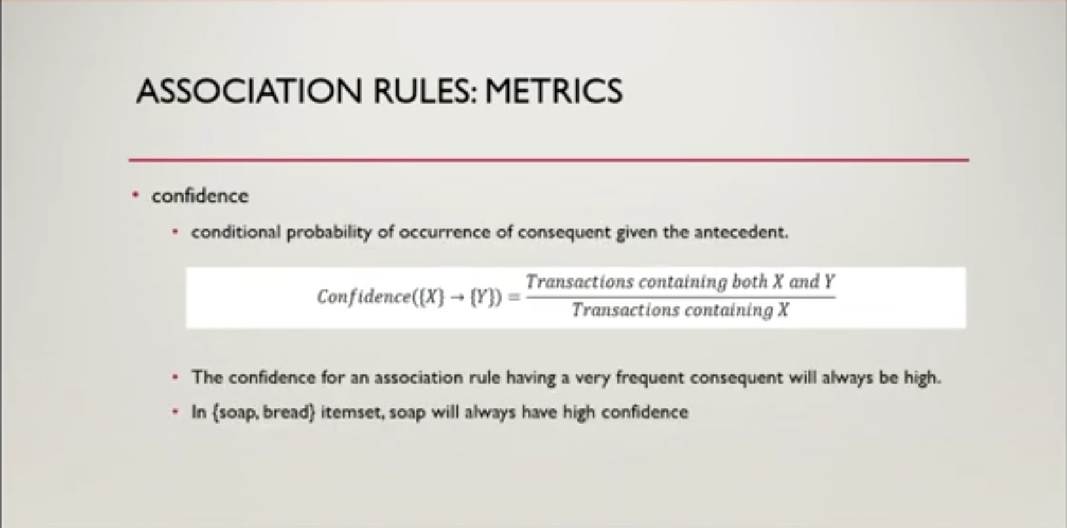 ASSOCIATION RULES: METRICS
• confidence
• conditional probability of occurrence of consequent given the antecedent.
Confidence({X} → {Y}) = Transactions containing both X and Y
Transactions containing X
• The confidence for an association rule having a very frequent consequent will always be high.
• In {soap, bread} itemset, soap will always have high confidence